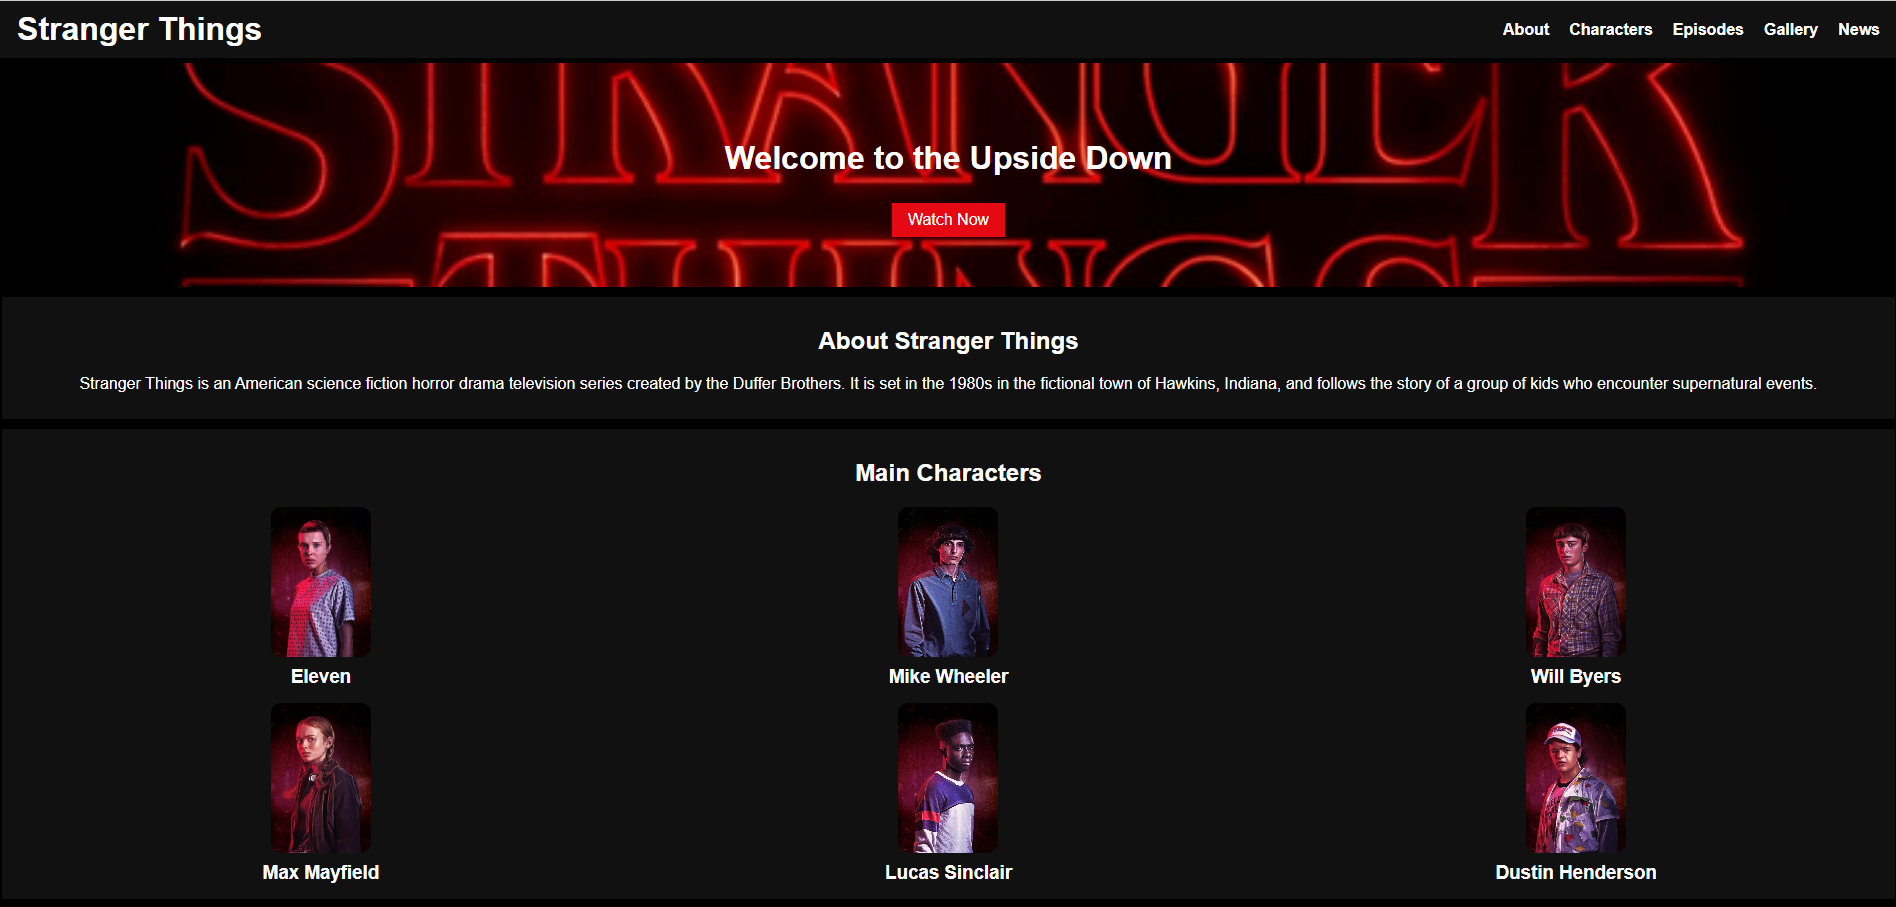 Stranger Things
About Characters Episodes Gallery News
STRANGER
THINGS
Welcome to the Upside Down
Watch Now
About Stranger Things
Stranger Things is an American science fiction horror drama television series created by the Duffer Brothers. It is set in the 1980s in the fictional town of Hawkins, Indiana, and follows the story of a group of kids who encounter supernatural events.
Main Characters
Eleven
Mike Wheeler
Will Byers
Max Mayfield
Lucas Sinclair
Dustin Henderson